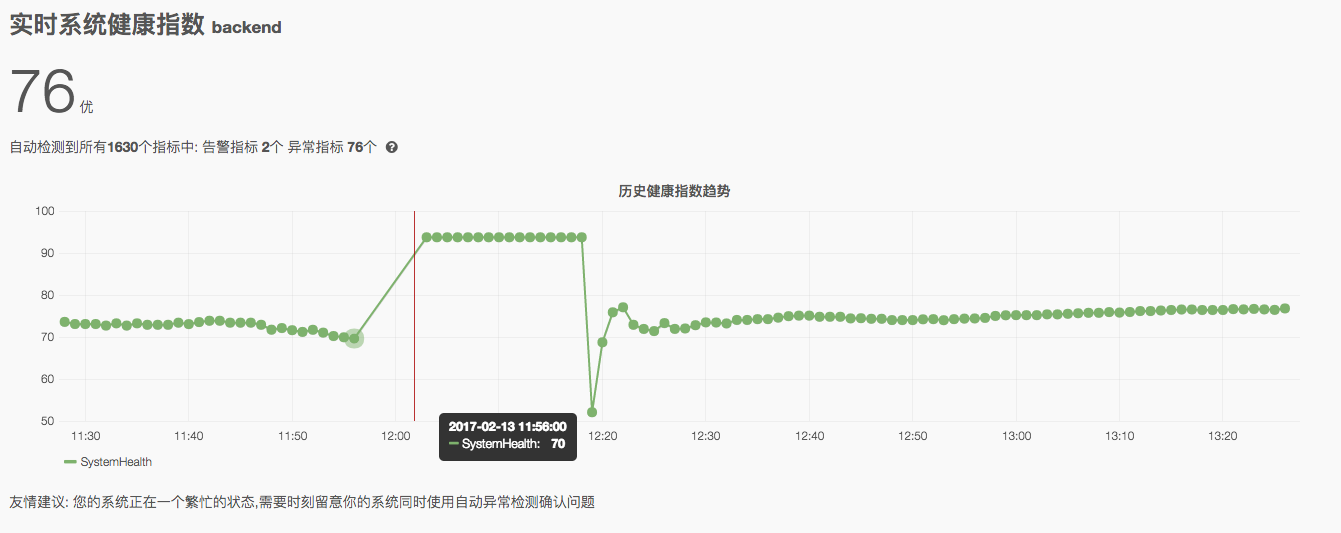 实时系统健康指数 backend
76 优
自动检测到所有1630个指标中: 告警指标 2个 异常指标 76个 ?
历史健康指数趋势
100
90
80
70
60
50
11:30 11:40 11:50 12:00 12:20 12:30 12:40 12:50 13:00 13:10 13:20
2017-02-13 11:56:00
SystemHealth: 70
SystemHealth
友情建议: 您的系统正在一个繁忙的状态,需要时刻留意你的系统同时使用自动异常检测确认问题